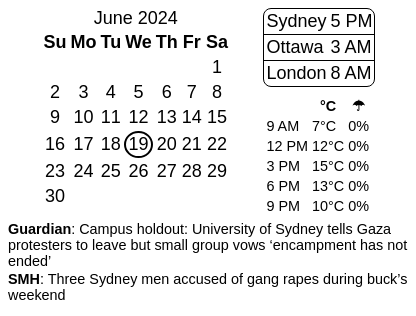 June 2024
Su Mo Tu We Th Fr Sa
1
2 3 4 5 6 7 8
9 10 11 12 13 14 15
16 17 18 19 20 21 22
23 24 25 26 27 28 29
30
Sydney 5 PM
Ottawa 3 AM
London 8 AM
°C ☂
9 AM 7°C 0%
12 PM 12°C 0%
3 PM 15°C 0%
6 PM 13°C 0%
9 PM 10°C 0%
Guardian: Campus holdout: University of Sydney tells Gaza
protesters to leave but small group vows ‘encampment has not
ended’
SMH: Three Sydney men accused of gang rapes during buck’s
weekend